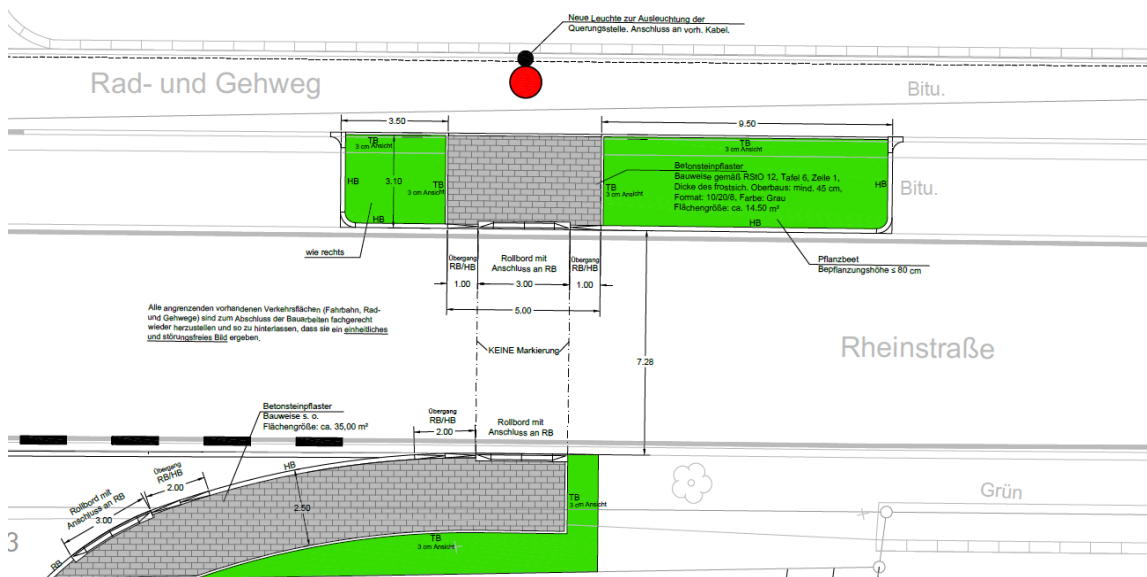 Neue Leuchte zur Ausleuchtung der
Querungsstelle. Anschluss an vorh. Kabel.
Rad- und Gehweg
Bitu.
3.50
9.50
TB
3 cm Ansicht
TB
3 cm Ansicht
HB
3.10
TB
3 cm Ansicht
HB
TB
3 cm Ansicht
Betonsteinpflaster
Bauweise gemäß RStO 12, Tafel 6, Zeile 1,
Dicke des frostsich. Oberbaus: mind. 45 cm,
Format: 10/20/8, Farbe: Grau
Flächengröße: ca. 14.50 m²
HB
Bitu.
HB
wie rechts
Übergang
RB/HB
Rollbord mit
Anschluss an RB
Übergang
RB/HB
1.00
3.00
1.00
5.00
Pflanzbeet
Bepflanzungshöhe ≤ 80 cm
Alle angrenzenden vorhandenen Verkehrsflächen (Fahrbahn, Rad-
und Gehwege) sind zum Abschluss der Bauarbeiten fachgerecht
wieder herzustellen und so zu hinterlassen, dass sie ein einheitliches
und störungsfreies Bild ergeben.
KEINE Markierung
7.28
Rheinstraße
Betonsteinpflaster
Bauweise s. o.
Flächengröße: ca. 35,00 m²
Übergang
RB/HB
2.00
Rollbord mit
Anschluss an RB
Übergang
RB/HB
2.00
Rollbord mit
Anschluss an RB
3.00
HB
2.50
TB
3 cm Ansicht
TB
3 cm Ansicht
RB
Grün
3